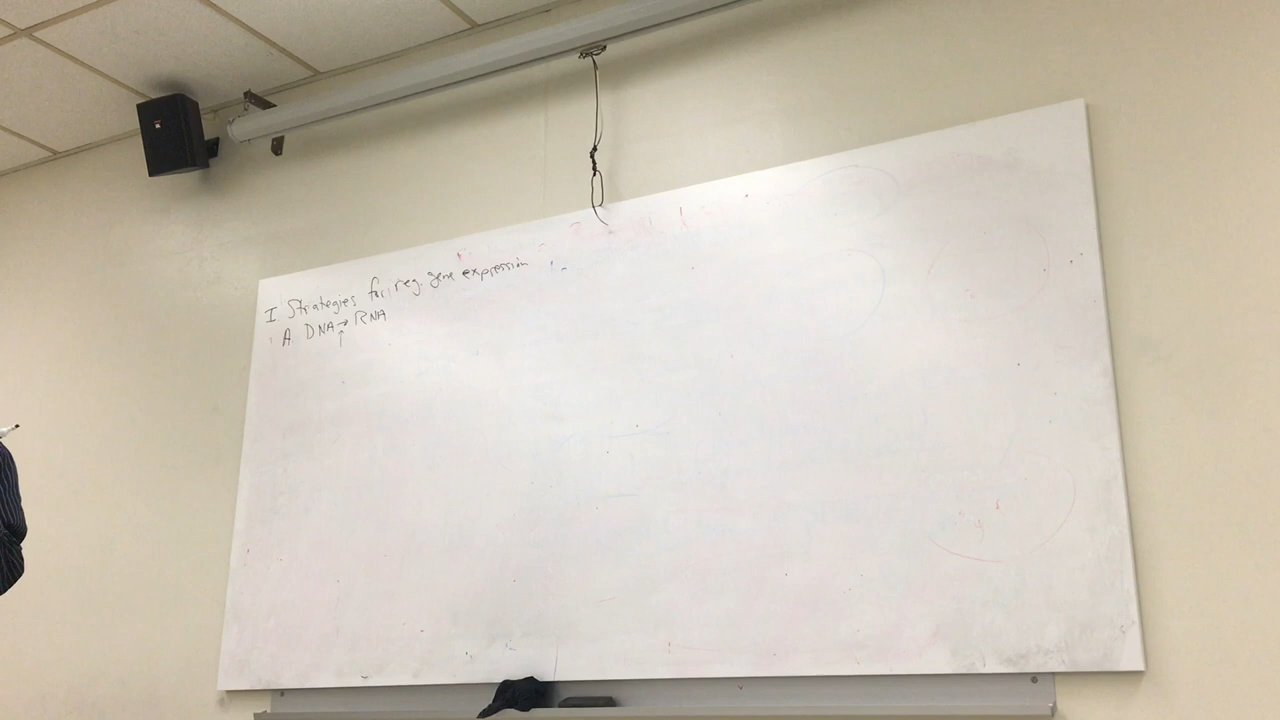 I Strategies for reg. gene expression
A. DNA → RNA
↑